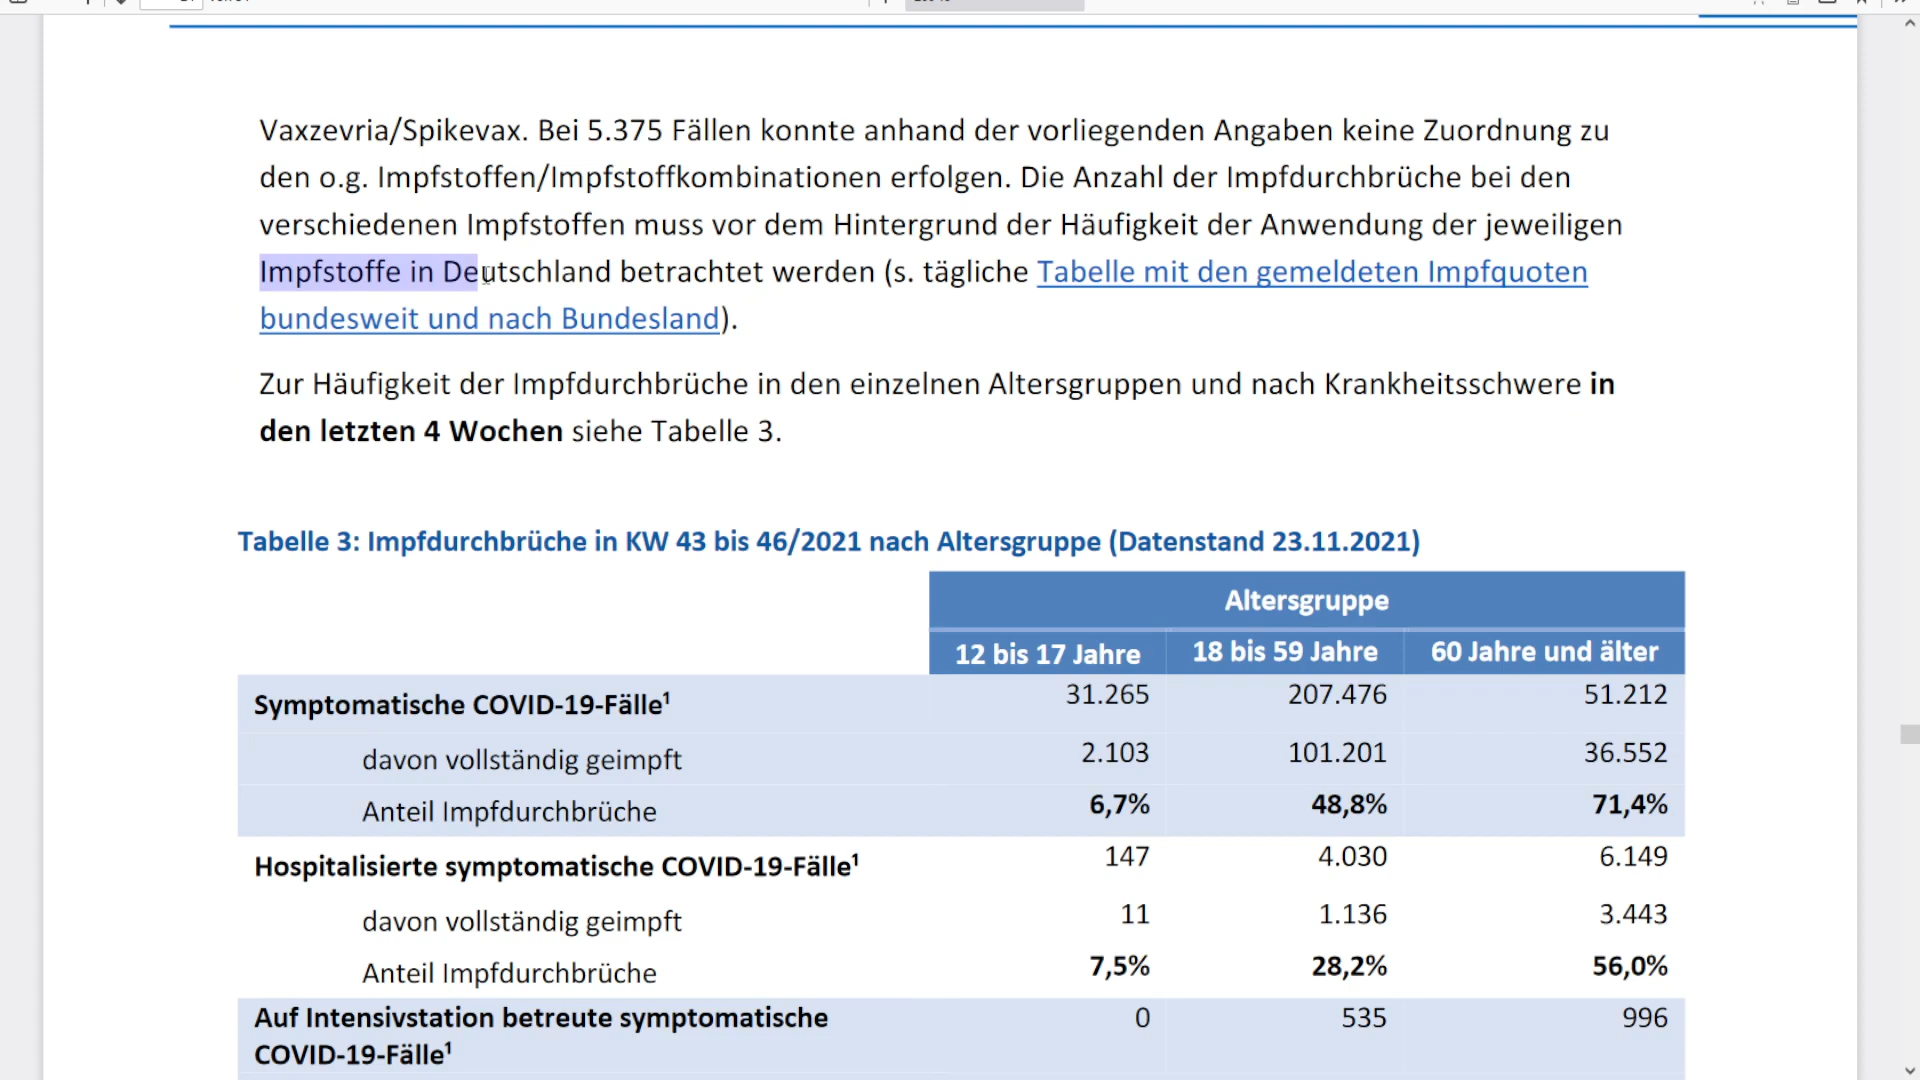 Vaxzevria/Spikevax. Bei 5.375 Fällen konnte anhand der vorliegenden Angaben keine Zuordnung zu
den o.g. Impfstoffen/Impfstoffkombinationen erfolgen. Die Anzahl der Impfdurchbrüche bei den
verschiedenen Impfstoffen muss vor dem Hintergrund der Häufigkeit der Anwendung der jeweiligen
Impfstoffe in Deutschland betrachtet werden (s. tägliche Tabelle mit den gemeldeten Impfquoten
bundesweit und nach Bundesland).
Zur Häufigkeit der Impfdurchbrüche in den einzelnen Altersgruppen und nach Krankheitsschwere in
den letzten 4 Wochen siehe Tabelle 3.
Tabelle 3: Impfdurchbrüche in KW 43 bis 46/2021 nach Altersgruppe (Datenstand 23.11.2021)
Altersgruppe
12 bis 17 Jahre 18 bis 59 Jahre 60 Jahre und älter
Symptomatische COVID-19-Fälle¹ 31.265 207.476 51.212
davon vollständig geimpft 2.103 101.201 36.552
Anteil Impfdurchbrüche 6,7% 48,8% 71,4%
Hospitalisierte symptomatische COVID-19-Fälle¹ 147 4.030 6.149
davon vollständig geimpft 11 1.136 3.443
Anteil Impfdurchbrüche 7,5% 28,2% 56,0%
Auf Intensivstation betreute symptomatische 0 535 996
COVID-19-Fälle¹